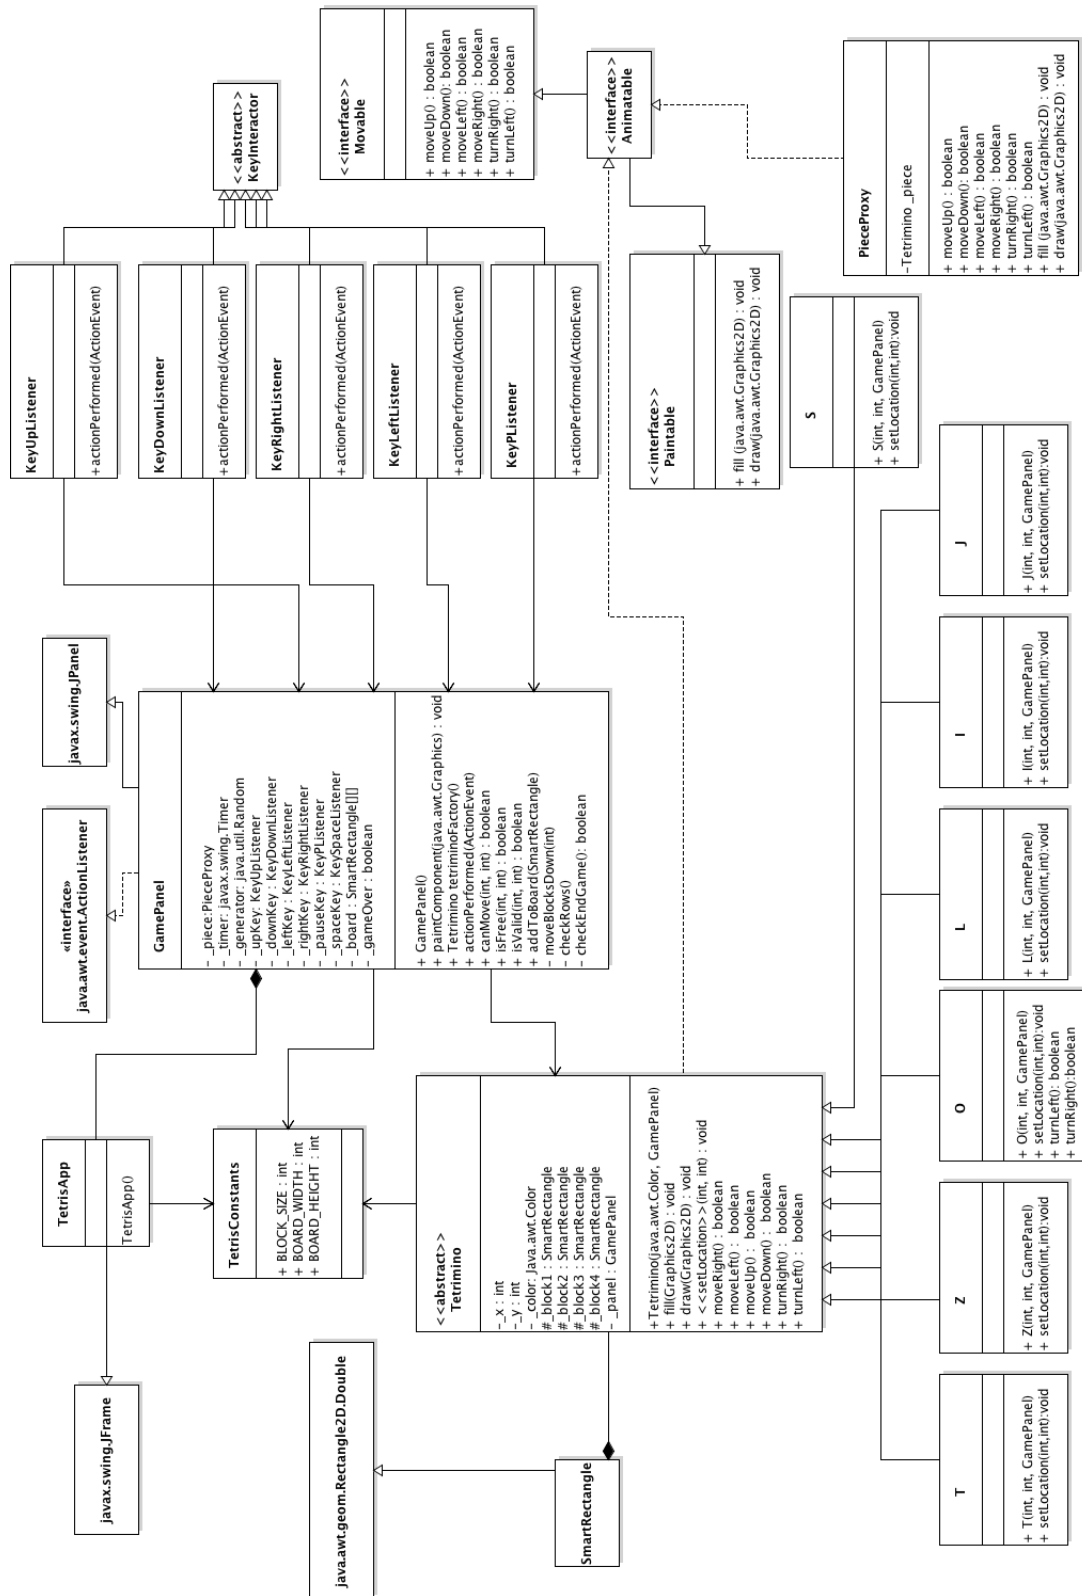 javax.swing.JFrame
TetrisApp
TetrisApp()
«interface»
java.awt.event.ActionListener
javax.swing.JPanel
KeyUpListener
+actionPerformed(ActionEvent)
<<abstract>>
KeyInteractor
java.awt.geom.Rectangle2D.Double
TetrisConstants
+ BLOCK_SIZE : int
+ BOARD_WIDTH : int
+ BOARD_HEIGHT : int
GamePanel
- _piece:PieceProxy
- _timer: javax.swing.Timer
- _generator: java.util.Random
- _upKey: KeyUpListener
- _downKey : KeyDownListener
- _leftKey : KeyLeftListener
- _rightKey : KeyRightListener
- _pauseKey : KeyPListener
- _spaceKey : KeySpaceListener
- _board : SmartRectangle[][]
- _gameOver : boolean
+ GamePanel()
+ paintComponent(java.awt.Graphics) : void
+ Tetrimino tetriminoFactory()
+ actionPerformed(ActionEvent)
+ canMove(int, int) : boolean
+ isFree(int, int) : boolean
+ isValid(int, int) : boolean
+ addToBoard(SmartRectangle)
- moveBlocksDown(int)
- checkRows()
- checkEndGame(): boolean
KeyDownListener
+actionPerformed(ActionEvent)
KeyRightListener
+actionPerformed(ActionEvent)
KeyLeftListener
+actionPerformed(ActionEvent)
KeyPListener
+actionPerformed(ActionEvent)
<<interface>>
Movable
+ moveUp() : boolean
+ moveDown(): boolean
+ moveLeft() : boolean
+ moveRight() : boolean
+ turnRight() : boolean
+ turnLeft() : boolean
SmartRectangle
<<abstract>>
Tetrimino
- _x : int
- _y : int
- _color: Java.awt.Color
#_block1 : SmartRectangle
#_block2 : SmartRectangle
#_block3 : SmartRectangle
#_block4 : SmartRectangle
- _panel : GamePanel
+Tetrimino(java.awt.Color, GamePanel)
+ fill(Graphics2D) : void
+ draw(Graphics2D) : void
+ <<setLocation>>(int, int) : void
+ moveRight() : boolean
+ moveLeft() : boolean
+ moveUp() : boolean
+ moveDown() : boolean
+ turnRight() : boolean
+ turnLeft() : boolean
<<interface>>
Paintable
+ fill (java.awt.Graphics2D) : void
+ draw(java.awt.Graphics2D) : void
<<interface>>
Animatable
S
+ S(int, int, GamePanel)
+ setLocation(int,int):void
PieceProxy
-Tetrimino _piece
+ moveUp() : boolean
+ moveDown(): boolean
+ moveLeft() : boolean
+ moveRight() : boolean
+ turnRight() : boolean
+ turnLeft() : boolean
+ fill (java.awt.Graphics2D) : void
+ draw(java.awt.Graphics2D) : void
T
+ T(int, int, GamePanel)
+ setLocation(int,int):void
Z
+ Z(int, int, GamePanel)
+ setLocation(int,int):void
O
+ O(int, int, GamePanel)
+ setLocation(int,int):void
+ turnLeft(): boolean
+ turnRight():boolean
L
+ L(int, int, GamePanel)
+ setLocation(int,int):void
I
+ I(int, int, GamePanel)
+ setLocation(int,int):void
J
+ J(int, int, GamePanel)
+ setLocation(int,int):void